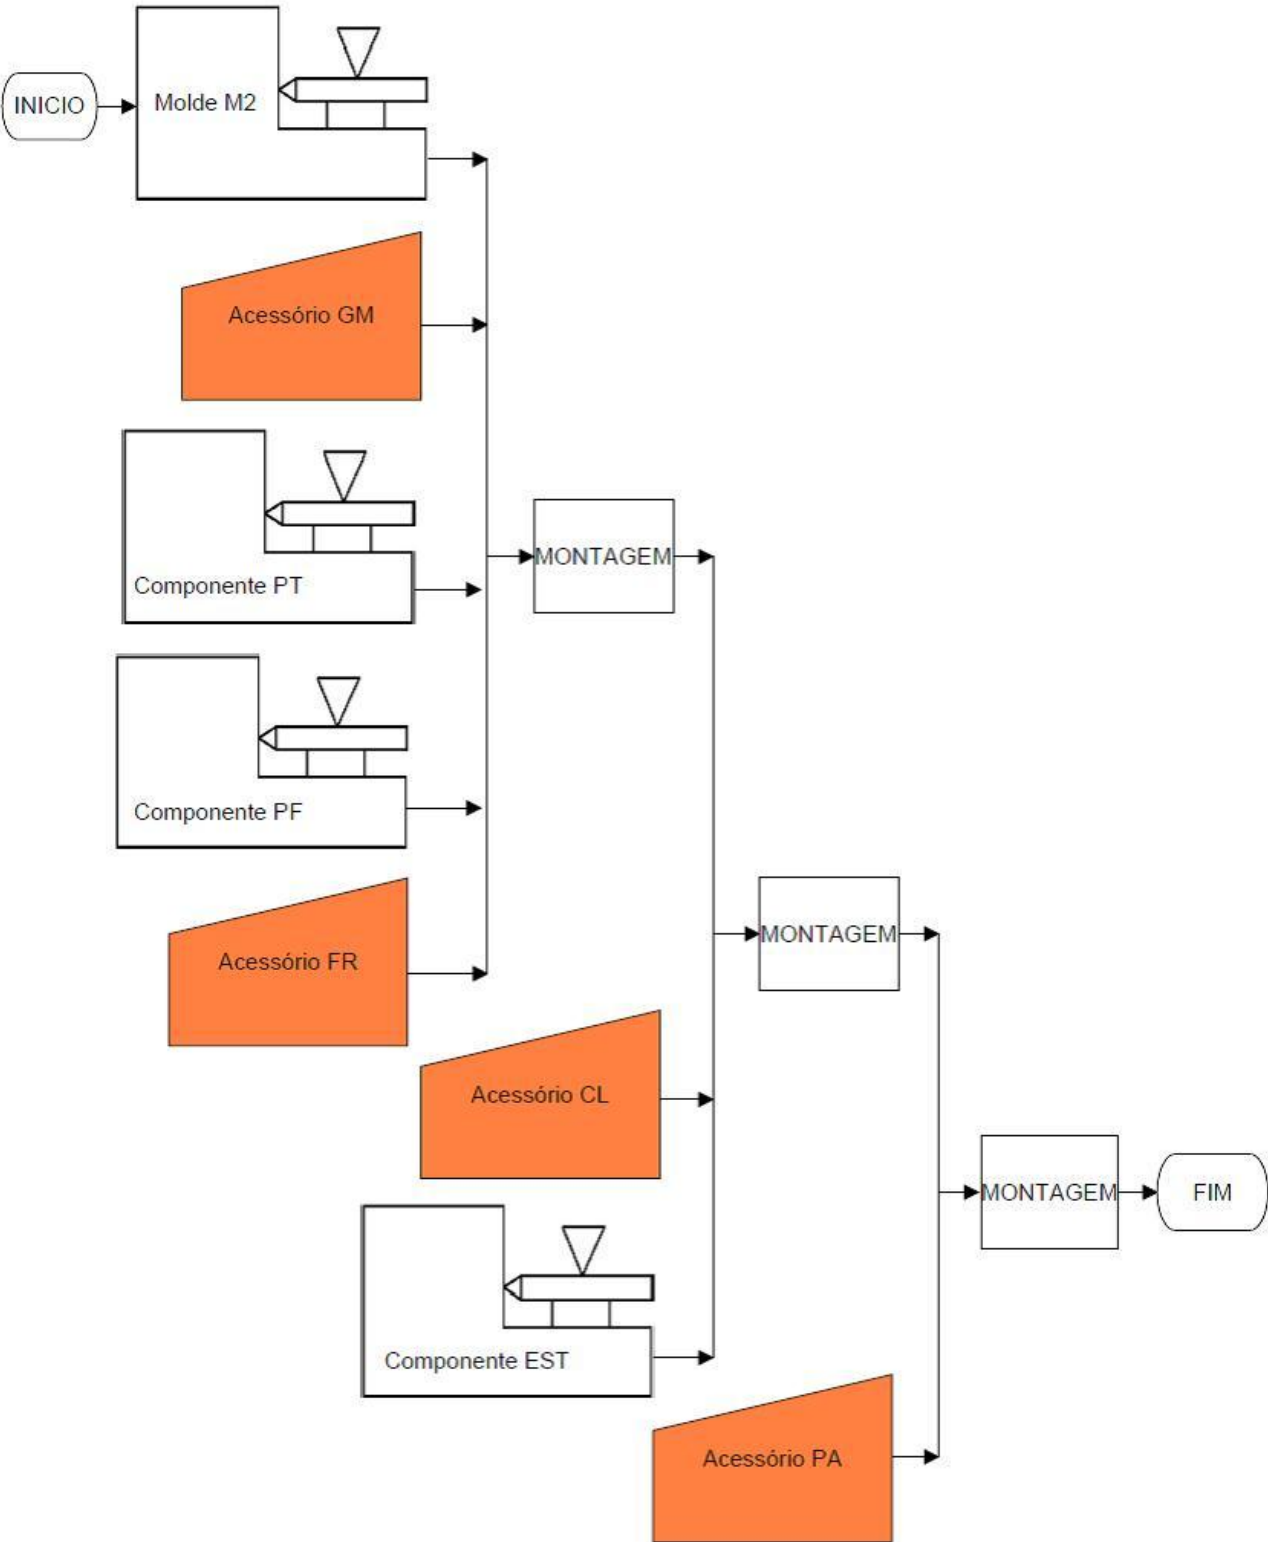 INICIO
Molde M2
Acessório GM
Componente PT
MONTAGEM
Componente PF
Acessório FR
MONTAGEM
Acessório CL
Componente EST
MONTAGEM
FIM
Acessório PA